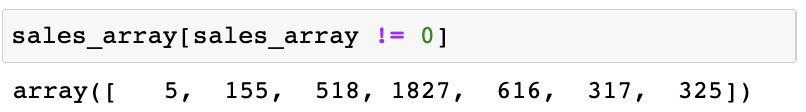 sales_array[sales_array != 0]
array([   5,  155,  518, 1827,  616,  317,  325])